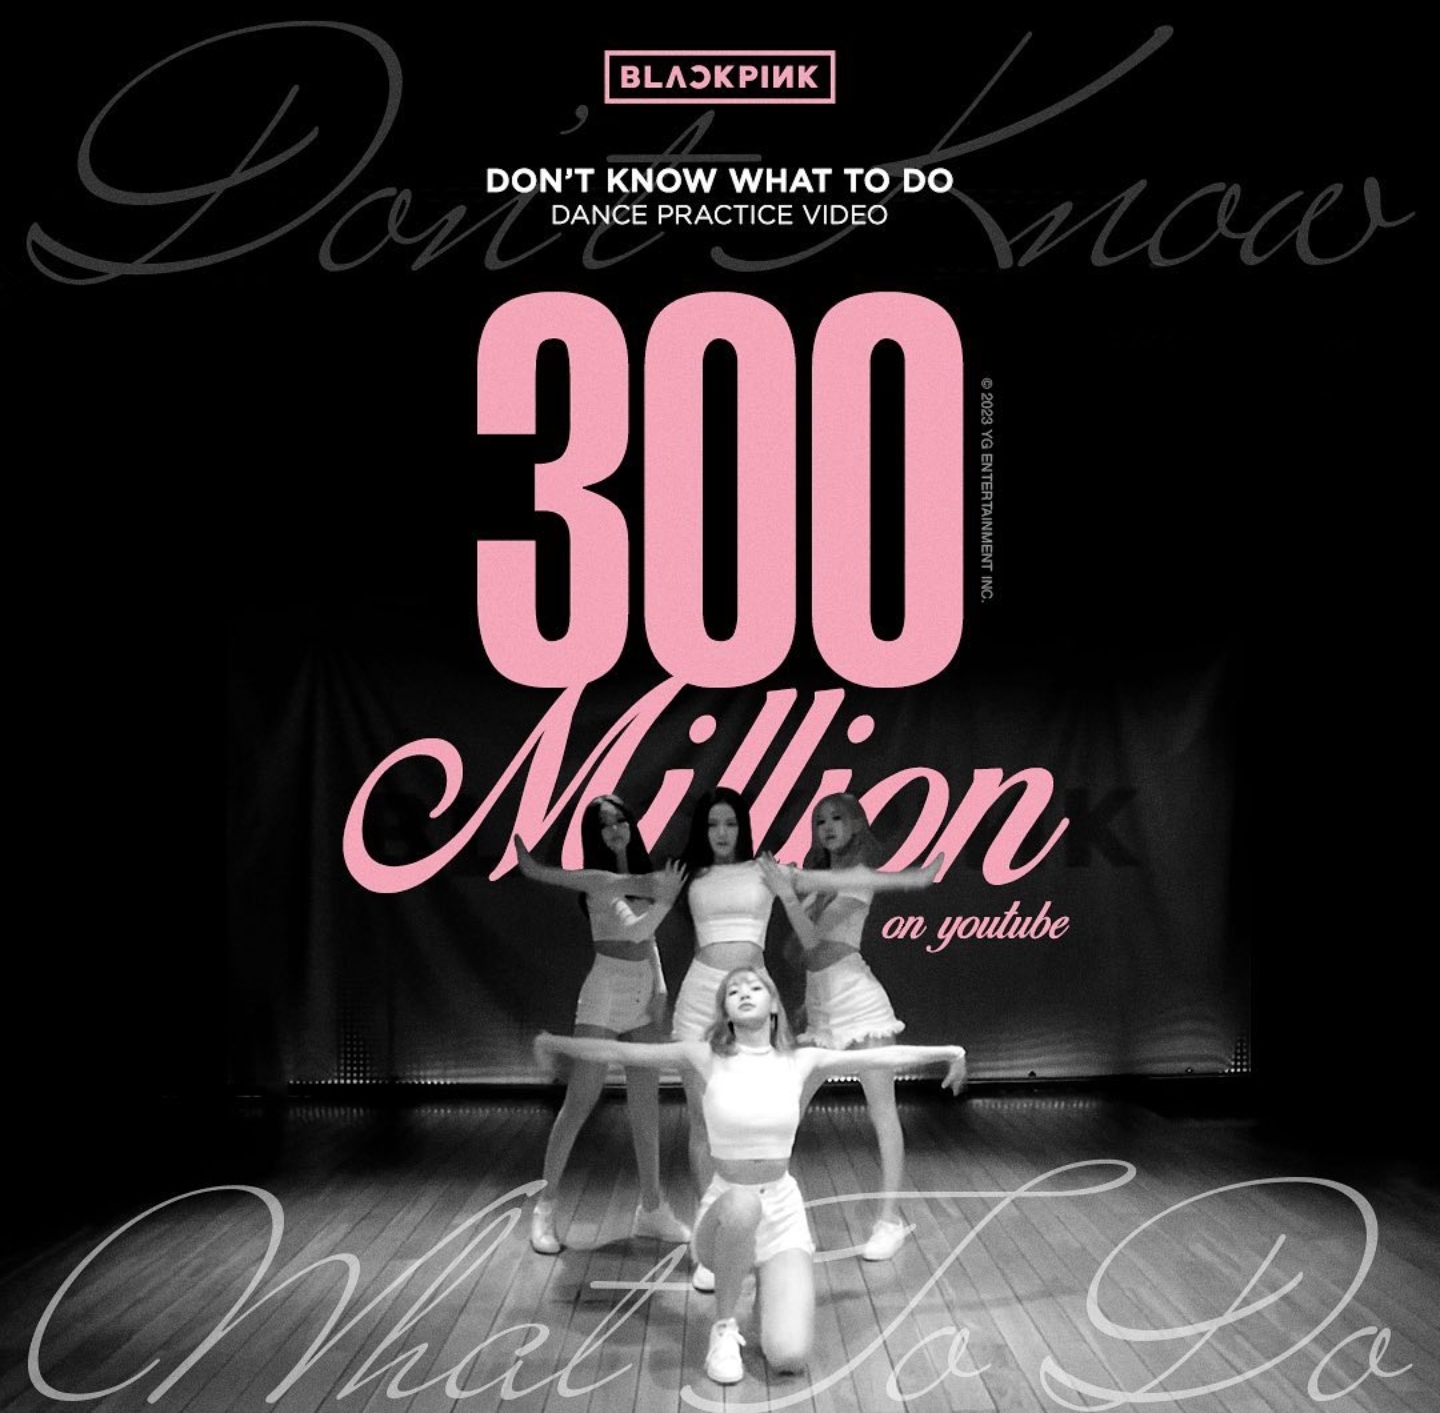 BLACKPINK
Don't Know
DON'T KNOW WHAT TO DO
DANCE PRACTICE VIDEO
300
© 2023 YG ENTERTAINMENT INC.
Million
on youtube
What To Do